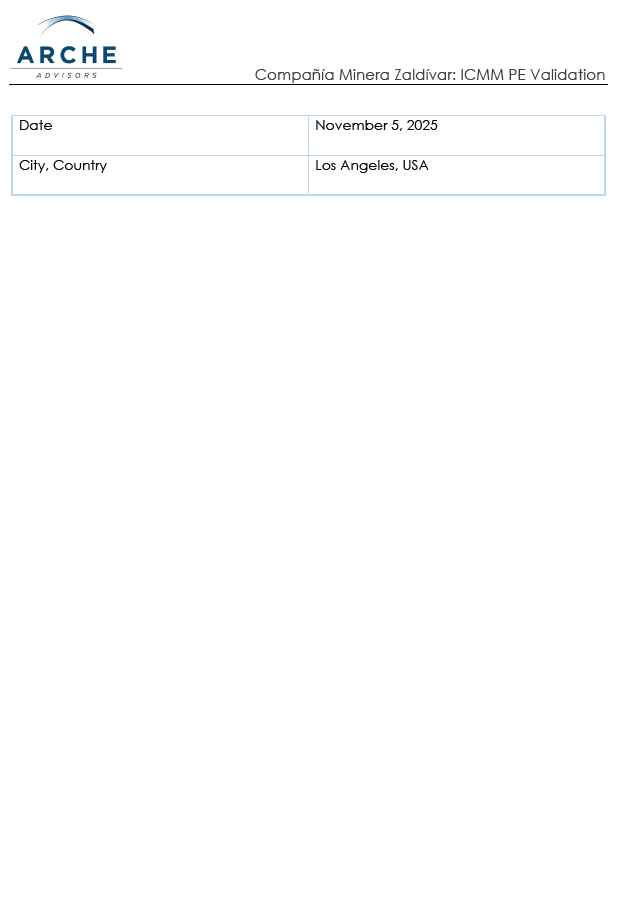 ARCHE
ADVISORS
Compañía Minera Zaldívar: ICMM PE Validation
Date
November 5, 2025
City, Country
Los Angeles, USA